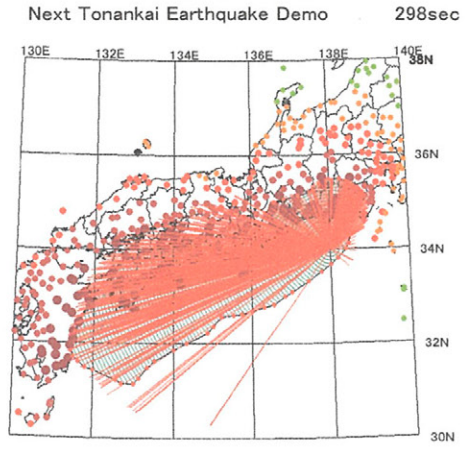 Next Tonankai Earthquake Demo 298sec
130E 132E 134E 136E 138E 140E
38N
36N
34N
32N
30N